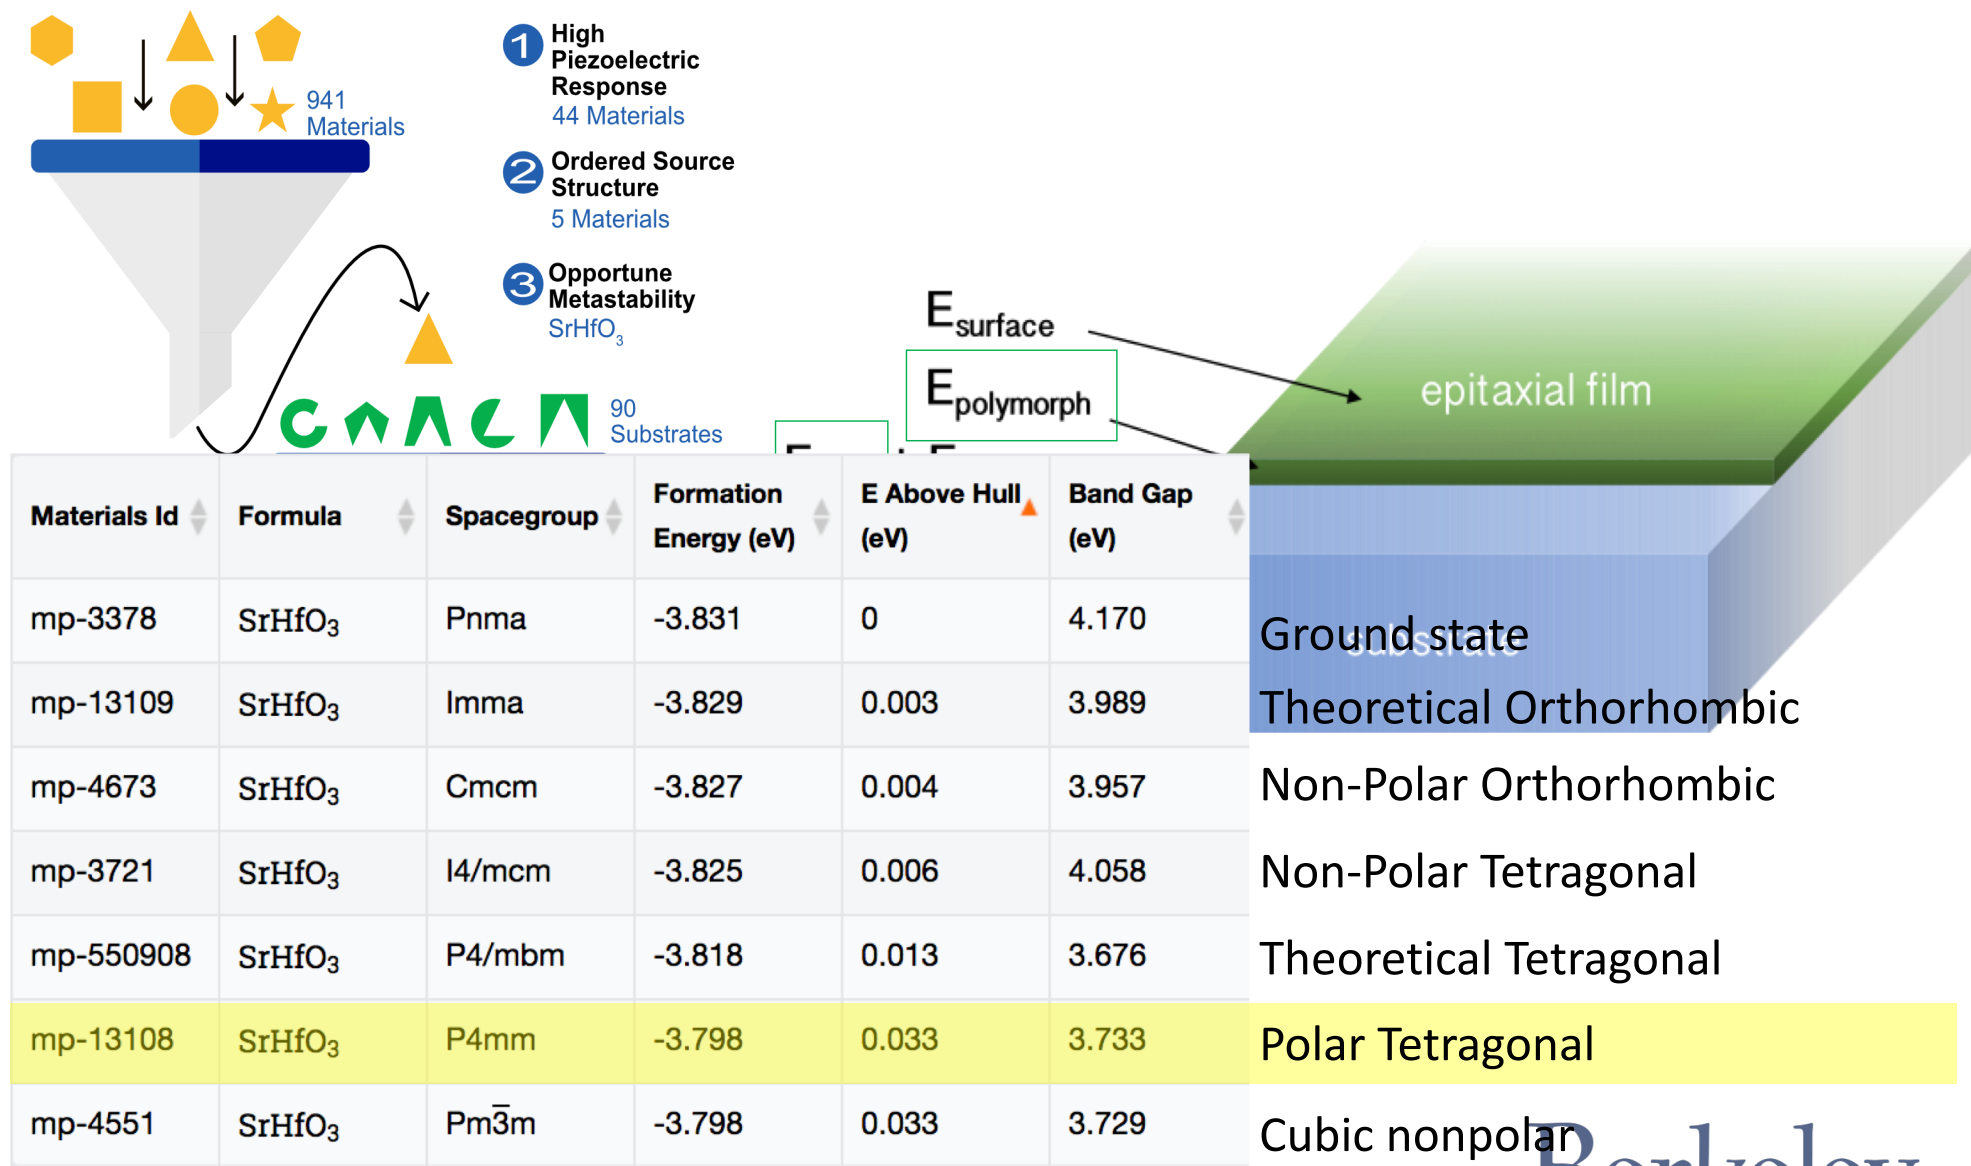 941
Materials
1 High
Piezoelectric
Response
44 Materials
2 Ordered Source
Structure
5 Materials
3 Opportune
Metastability
SrHfO3
90
Substrates
Esurface
Epolymorph
epitaxial film
substrate
Materials Id Formula Spacegroup Formation Energy (eV) E Above Hull (eV) Band Gap (eV)
mp-3378 SrHfO3 Pnma -3.831 0 4.170 Ground state
mp-13109 SrHfO3 Imma -3.829 0.003 3.989 Theoretical Orthorhombic
mp-4673 SrHfO3 Cmcm -3.827 0.004 3.957 Non-Polar Orthorhombic
mp-3721 SrHfO3 I4/mcm -3.825 0.006 4.058 Non-Polar Tetragonal
mp-550908 SrHfO3 P4/mbm -3.818 0.013 3.676 Theoretical Tetragonal
mp-13108 SrHfO3 P4mm -3.798 0.033 3.733 Polar Tetragonal
mp-4551 SrHfO3 Pm3̅m -3.798 0.033 3.729 Cubic nonpolar
Berkeley